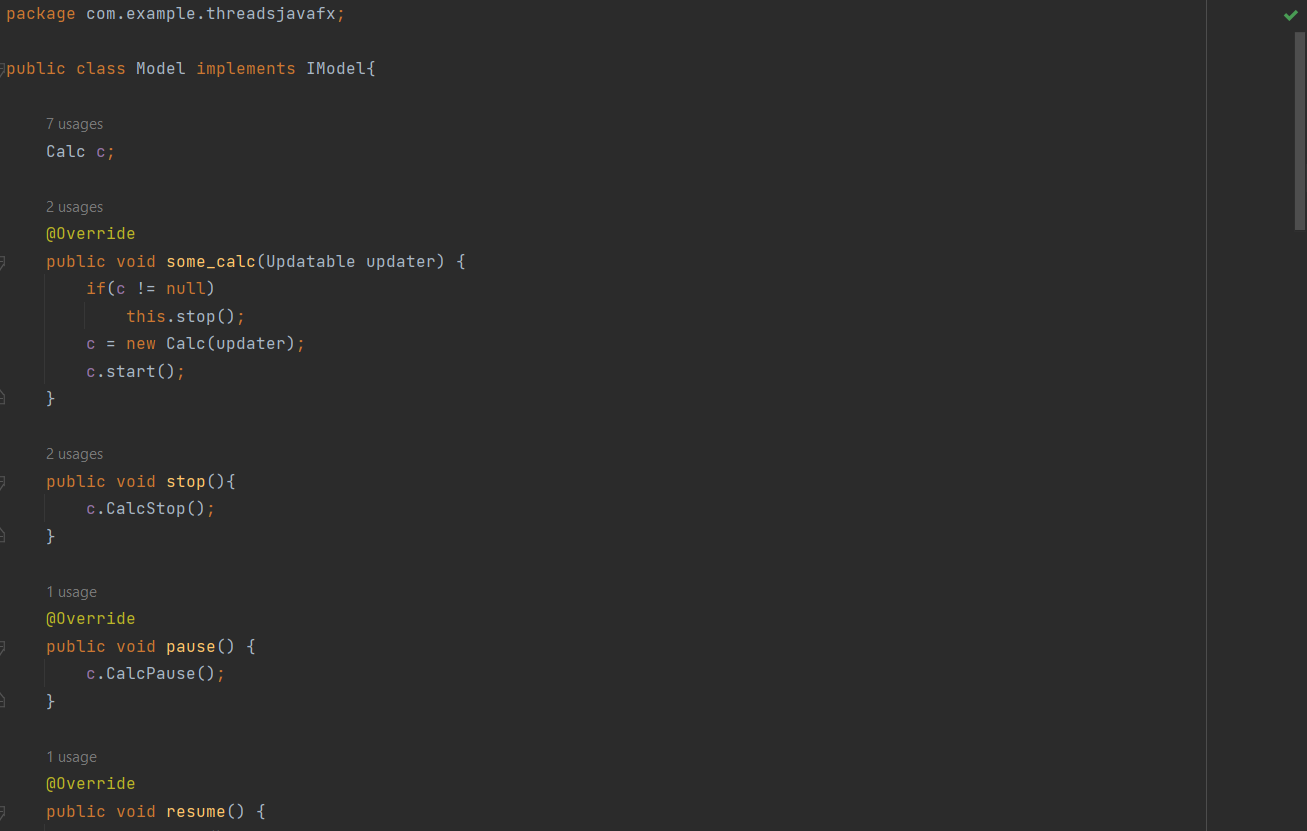 package com.example.threadsjavafx;
public class Model implements IModel{
7 usages
Calc c;
2 usages
@Override
public void some_calc(Updatable updater) {
if(c != null)
this.stop();
c = new Calc(updater);
c.start();
}
2 usages
public void stop(){
c.CalcStop();
}
1 usage
@Override
public void pause() {
c.CalcPause();
}
1 usage
@Override
public void resume() {